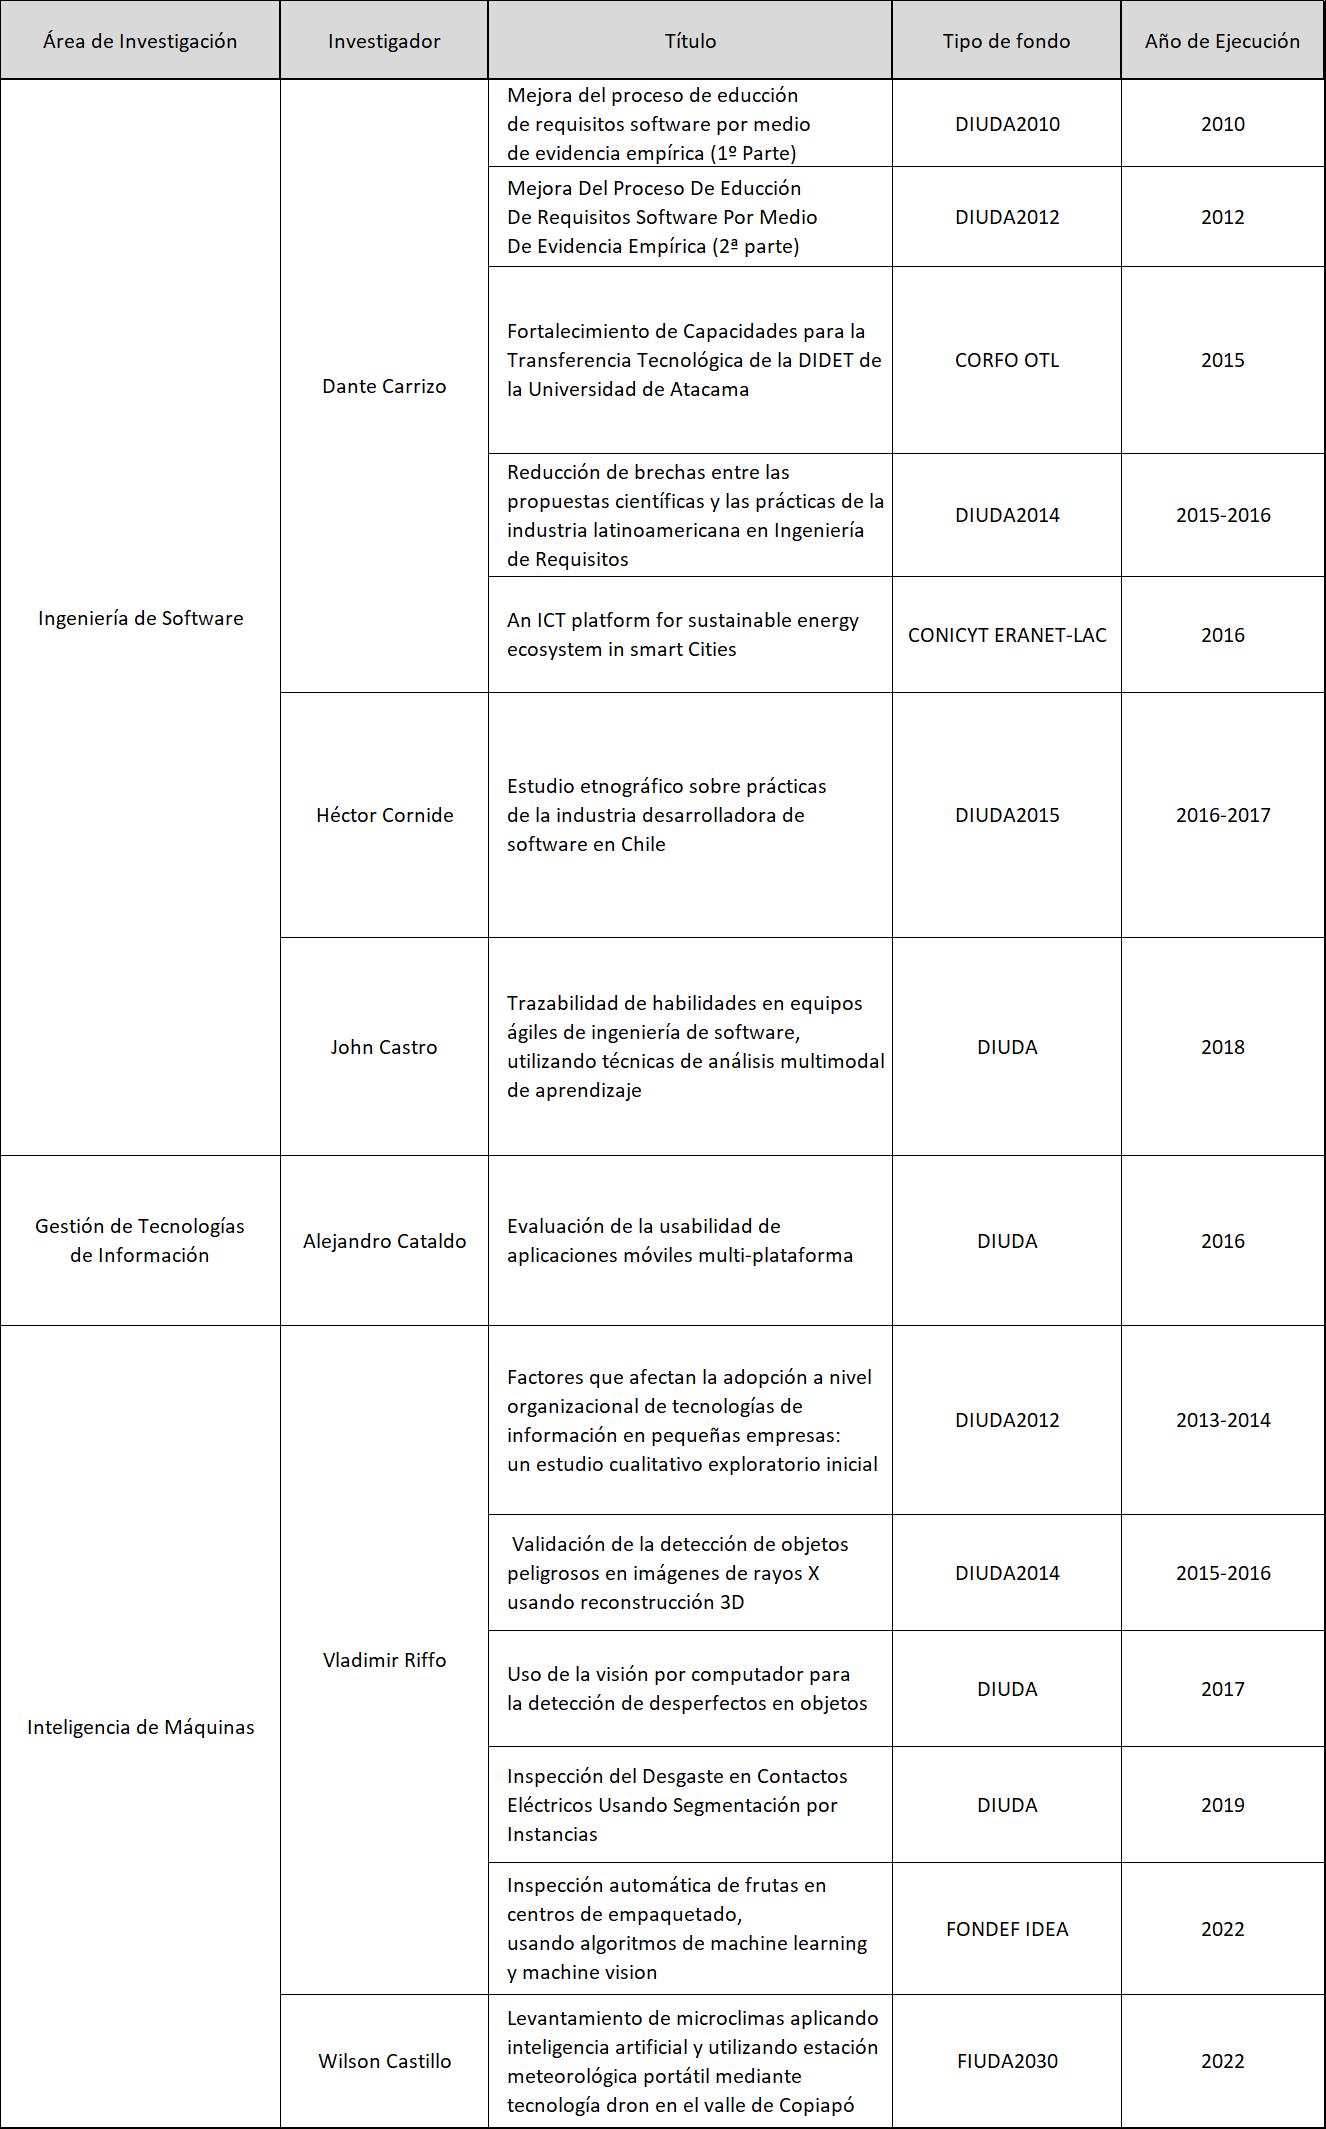 Área de Investigación
Investigador
Título
Tipo de fondo
Año de Ejecución
Ingeniería de Software
Dante Carrizo
Mejora del proceso de educción
de requisitos software por medio
de evidencia empírica (1º Parte)
DIUDA2010
2010
Mejora Del Proceso De Educción
De Requisitos Software Por Medio
De Evidencia Empírica (2ª parte)
DIUDA2012
2012
Fortalecimiento de Capacidades para la
Transferencia Tecnológica de la DIDET de
la Universidad de Atacama
CORFO OTL
2015
Reducción de brechas entre las
propuestas científicas y las prácticas de la
industria latinoamericana en Ingeniería
de Requisitos
DIUDA2014
2015-2016
An ICT platform for sustainable energy
ecosystem in smart Cities
CONICYT ERANET-LAC
2016
Héctor Cornide
Estudio etnográfico sobre prácticas
de la industria desarrolladora de
software en Chile
DIUDA2015
2016-2017
John Castro
Trazabilidad de habilidades en equipos
ágiles de ingeniería de software,
utilizando técnicas de análisis multimodal
de aprendizaje
DIUDA
2018
Gestión de Tecnologías
de Información
Alejandro Cataldo
Evaluación de la usabilidad de
aplicaciones móviles multi-plataforma
DIUDA
2016
Inteligencia de Máquinas
Vladimir Riffo
Factores que afectan la adopción a nivel
organizacional de tecnologías de
información en pequeñas empresas:
un estudio cualitativo exploratorio inicial
DIUDA2012
2013-2014
Validación de la detección de objetos
peligrosos en imágenes de rayos X
usando reconstrucción 3D
DIUDA2014
2015-2016
Uso de la visión por computador para
la detección de desperfectos en objetos
DIUDA
2017
Inspección del Desgaste en Contactos
Eléctricos Usando Segmentación por
Instancias
DIUDA
2019
Inspección automática de frutas en
centros de empaquetado,
usando algoritmos de machine learning
y machine vision
FONDEF IDEA
2022
Wilson Castillo
Levantamiento de microclimas aplicando
inteligencia artificial y utilizando estación
meteorológica portátil mediante
tecnología dron en el valle de Copiapó
FIUDA2030
2022